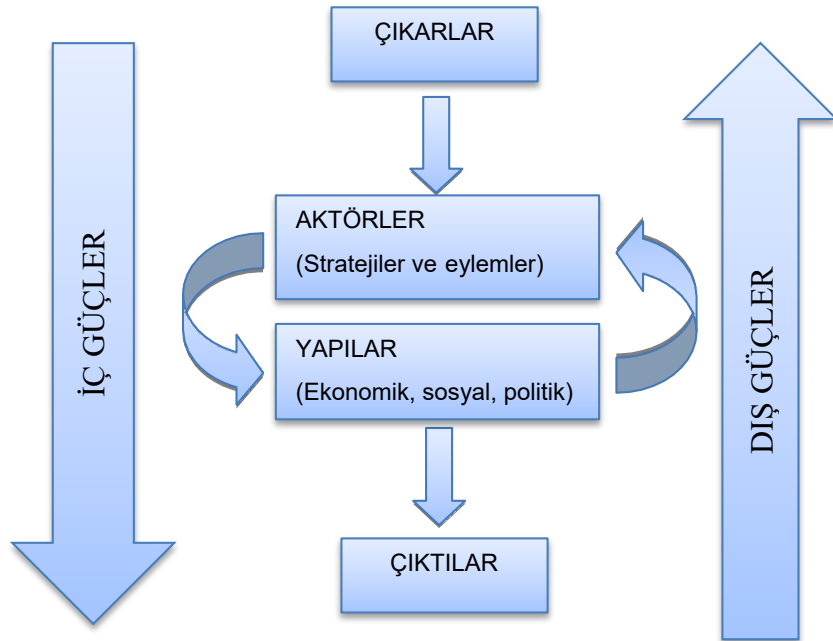 ÇIKARLAR
AKTÖRLER
(Stratejiler ve eylemler)
İÇ GÜÇLER
DIŞ GÜÇLER
YAPILAR
(Ekonomik, sosyal, politik)
ÇIKTILAR